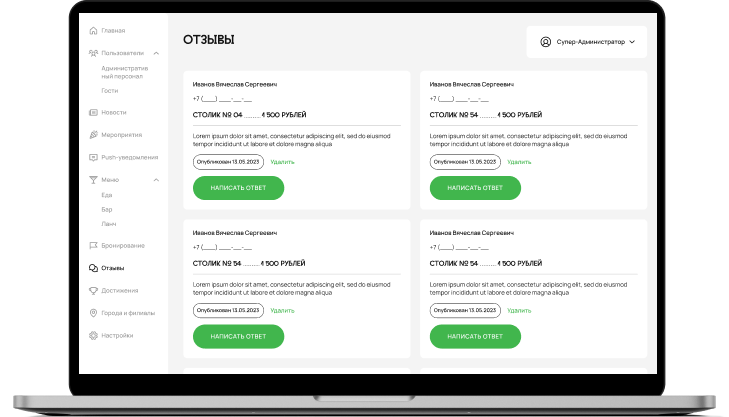 Главная
Пользователи
Административ
ный персонал
Гости
Новости
Мероприятия
Push-уведомления
Меню
Еда
Бар
Ланч
Бронирование
Отзывы
Достижения
Города и филиалы
Настройки
ОТЗЫВЫ
Супер-Администратор
Иванов Вячеслав Сергеевич
+7 (___) ___-__-__
СТОЛИК № 04 ........ 4 500 РУБЛЕЙ
Lorem ipsum dolor sit amet, consectetur adipiscing elit, sed do eiusmod
tempor incididunt ut labore et dolore magna aliqua
Опубликован 13.05.2023 Удалить
НАПИСАТЬ ОТВЕТ
Иванов Вячеслав Сергеевич
+7 (___) ___-__-__
СТОЛИК № 54 ........ 4 500 РУБЛЕЙ
Lorem ipsum dolor sit amet, consectetur adipiscing elit, sed do eiusmod
tempor incididunt ut labore et dolore magna aliqua
Опубликован 13.05.2023 Удалить
НАПИСАТЬ ОТВЕТ
Иванов Вячеслав Сергеевич
+7 (___) ___-__-__
СТОЛИК № 54 ........ 4 500 РУБЛЕЙ
Lorem ipsum dolor sit amet, consectetur adipiscing elit, sed do eiusmod
tempor incididunt ut labore et dolore magna aliqua
Опубликован 13.05.2023 Удалить
НАПИСАТЬ ОТВЕТ
Иванов Вячеслав Сергеевич
+7 (___) ___-__-__
СТОЛИК № 54 ........ 4 500 РУБЛЕЙ
Lorem ipsum dolor sit amet, consectetur adipiscing elit, sed do eiusmod
tempor incididunt ut labore et dolore magna aliqua
Опубликован 13.05.2023 Удалить
НАПИСАТЬ ОТВЕТ